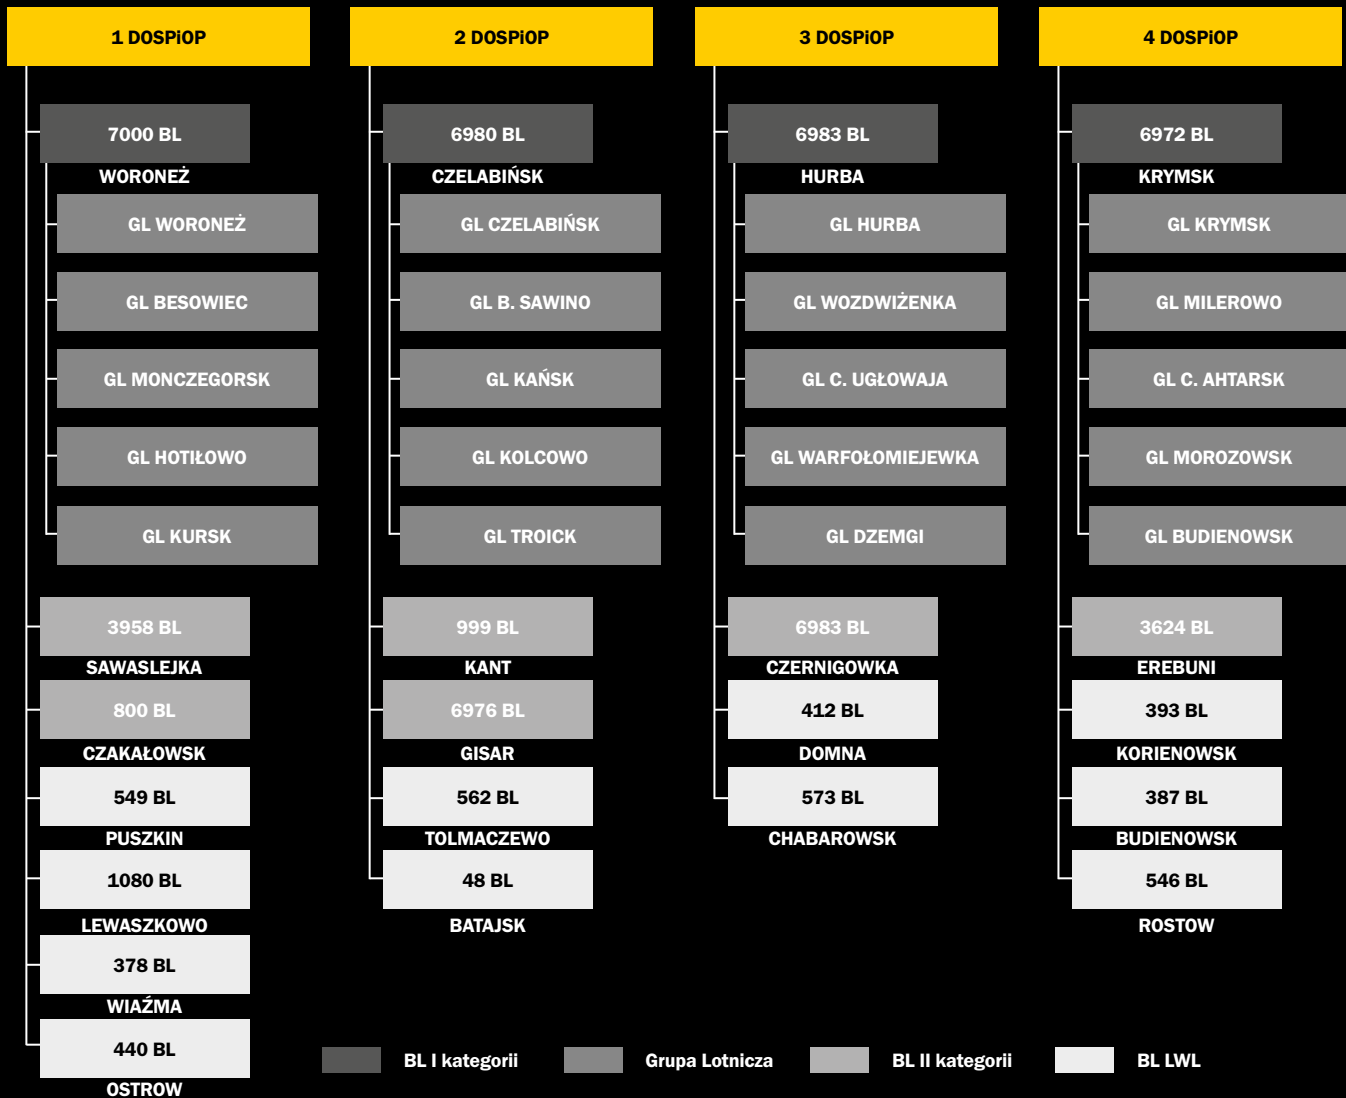 1 DOSPiOP
7000 BL
WORONEŻ
GL WORONEŻ
GL BESOWIEC
GL MONCZEGORSK
GL HOTIŁOWO
GL KURSK
3958 BL
SAWASLEJKA
800 BL
CZAKAŁOWSK
549 BL
PUSZKIN
1080 BL
LEWASZKOWO
378 BL
WIAŹMA
440 BL
OSTROW
2 DOSPiOP
6980 BL
CZELABIŃSK
GL CZELABIŃSK
GL B. SAWINO
GL KAŃSK
GL KOLCOWO
GL TROICK
999 BL
KANT
6976 BL
GISAR
562 BL
TOLMACZEWO
48 BL
BATAJSK
3 DOSPiOP
6983 BL
HURBA
GL HURBA
GL WOZDWIŻENKA
GL C. UGŁOWAJA
GL WARFOŁOMIEJEWKA
GL DZEMGI
6983 BL
CZERNIGOWKA
412 BL
DOMNA
573 BL
CHABAROWSK
4 DOSPiOP
6972 BL
KRYMSK
GL KRYMSK
GL MILEROWO
GL C. AHTARSK
GL MOROZOWSK
GL BUDIENOWSK
3624 BL
EREBUNI
393 BL
KORIENOWSK
387 BL
BUDIENOWSK
546 BL
ROSTOW
BL I kategorii
Grupa Lotnicza
BL II kategorii
BL LWL